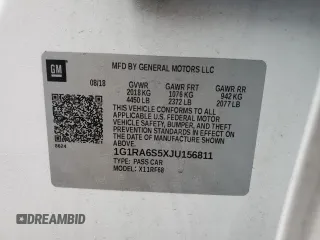 GM
MFD BY GENERAL MOTORS LLC
08/18 GVWR GAWR FRT GAWR RR
2018 KG 1076 KG 942 KG
4450 LB 2372 LB 2077 LB
THIS VEHICLE CONFORMS TO ALL
APPLICABLE U.S. FEDERAL MOTOR
VEHICLE SAFETY, BUMPER, AND THEFT
PREVENTION STANDARDS IN EFFECT ON
THE DATE OF MANUFACTURE SHOWN
ABOVE.
1G1RA6S5XJU156811
TYPE: PASS CAR
MODEL: X11RF68
8624
AUTOBIDCAR